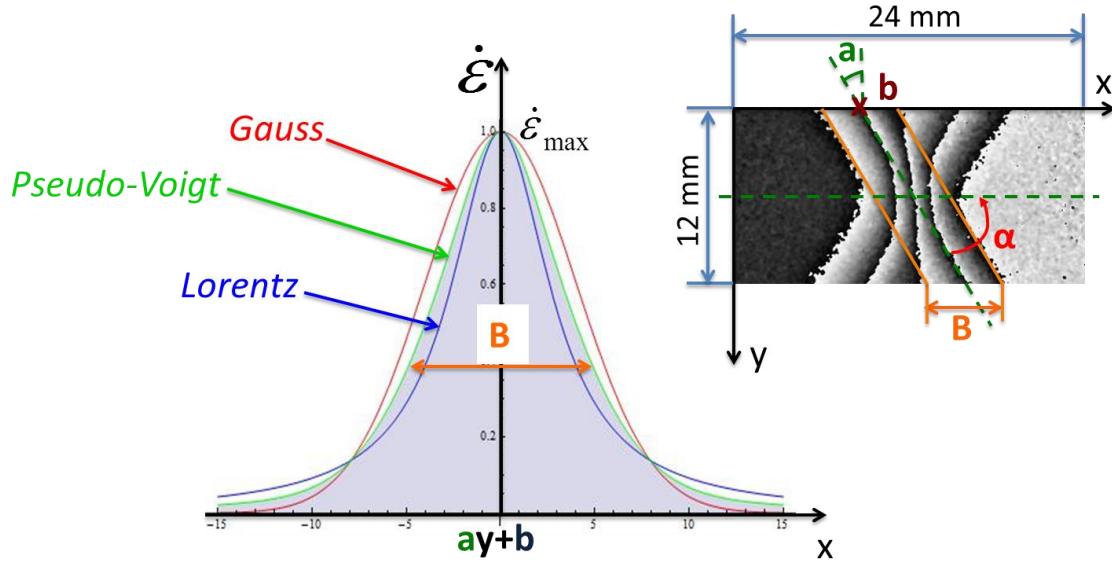 ε̇
ε̇ max
Gauss
Pseudo-Voigt
Lorentz
1.0
0.8
0.6
B
0.2
-15
-10
-5
5
10
15
x
ay+b
24 mm
a
b
x
12 mm
α
B
y